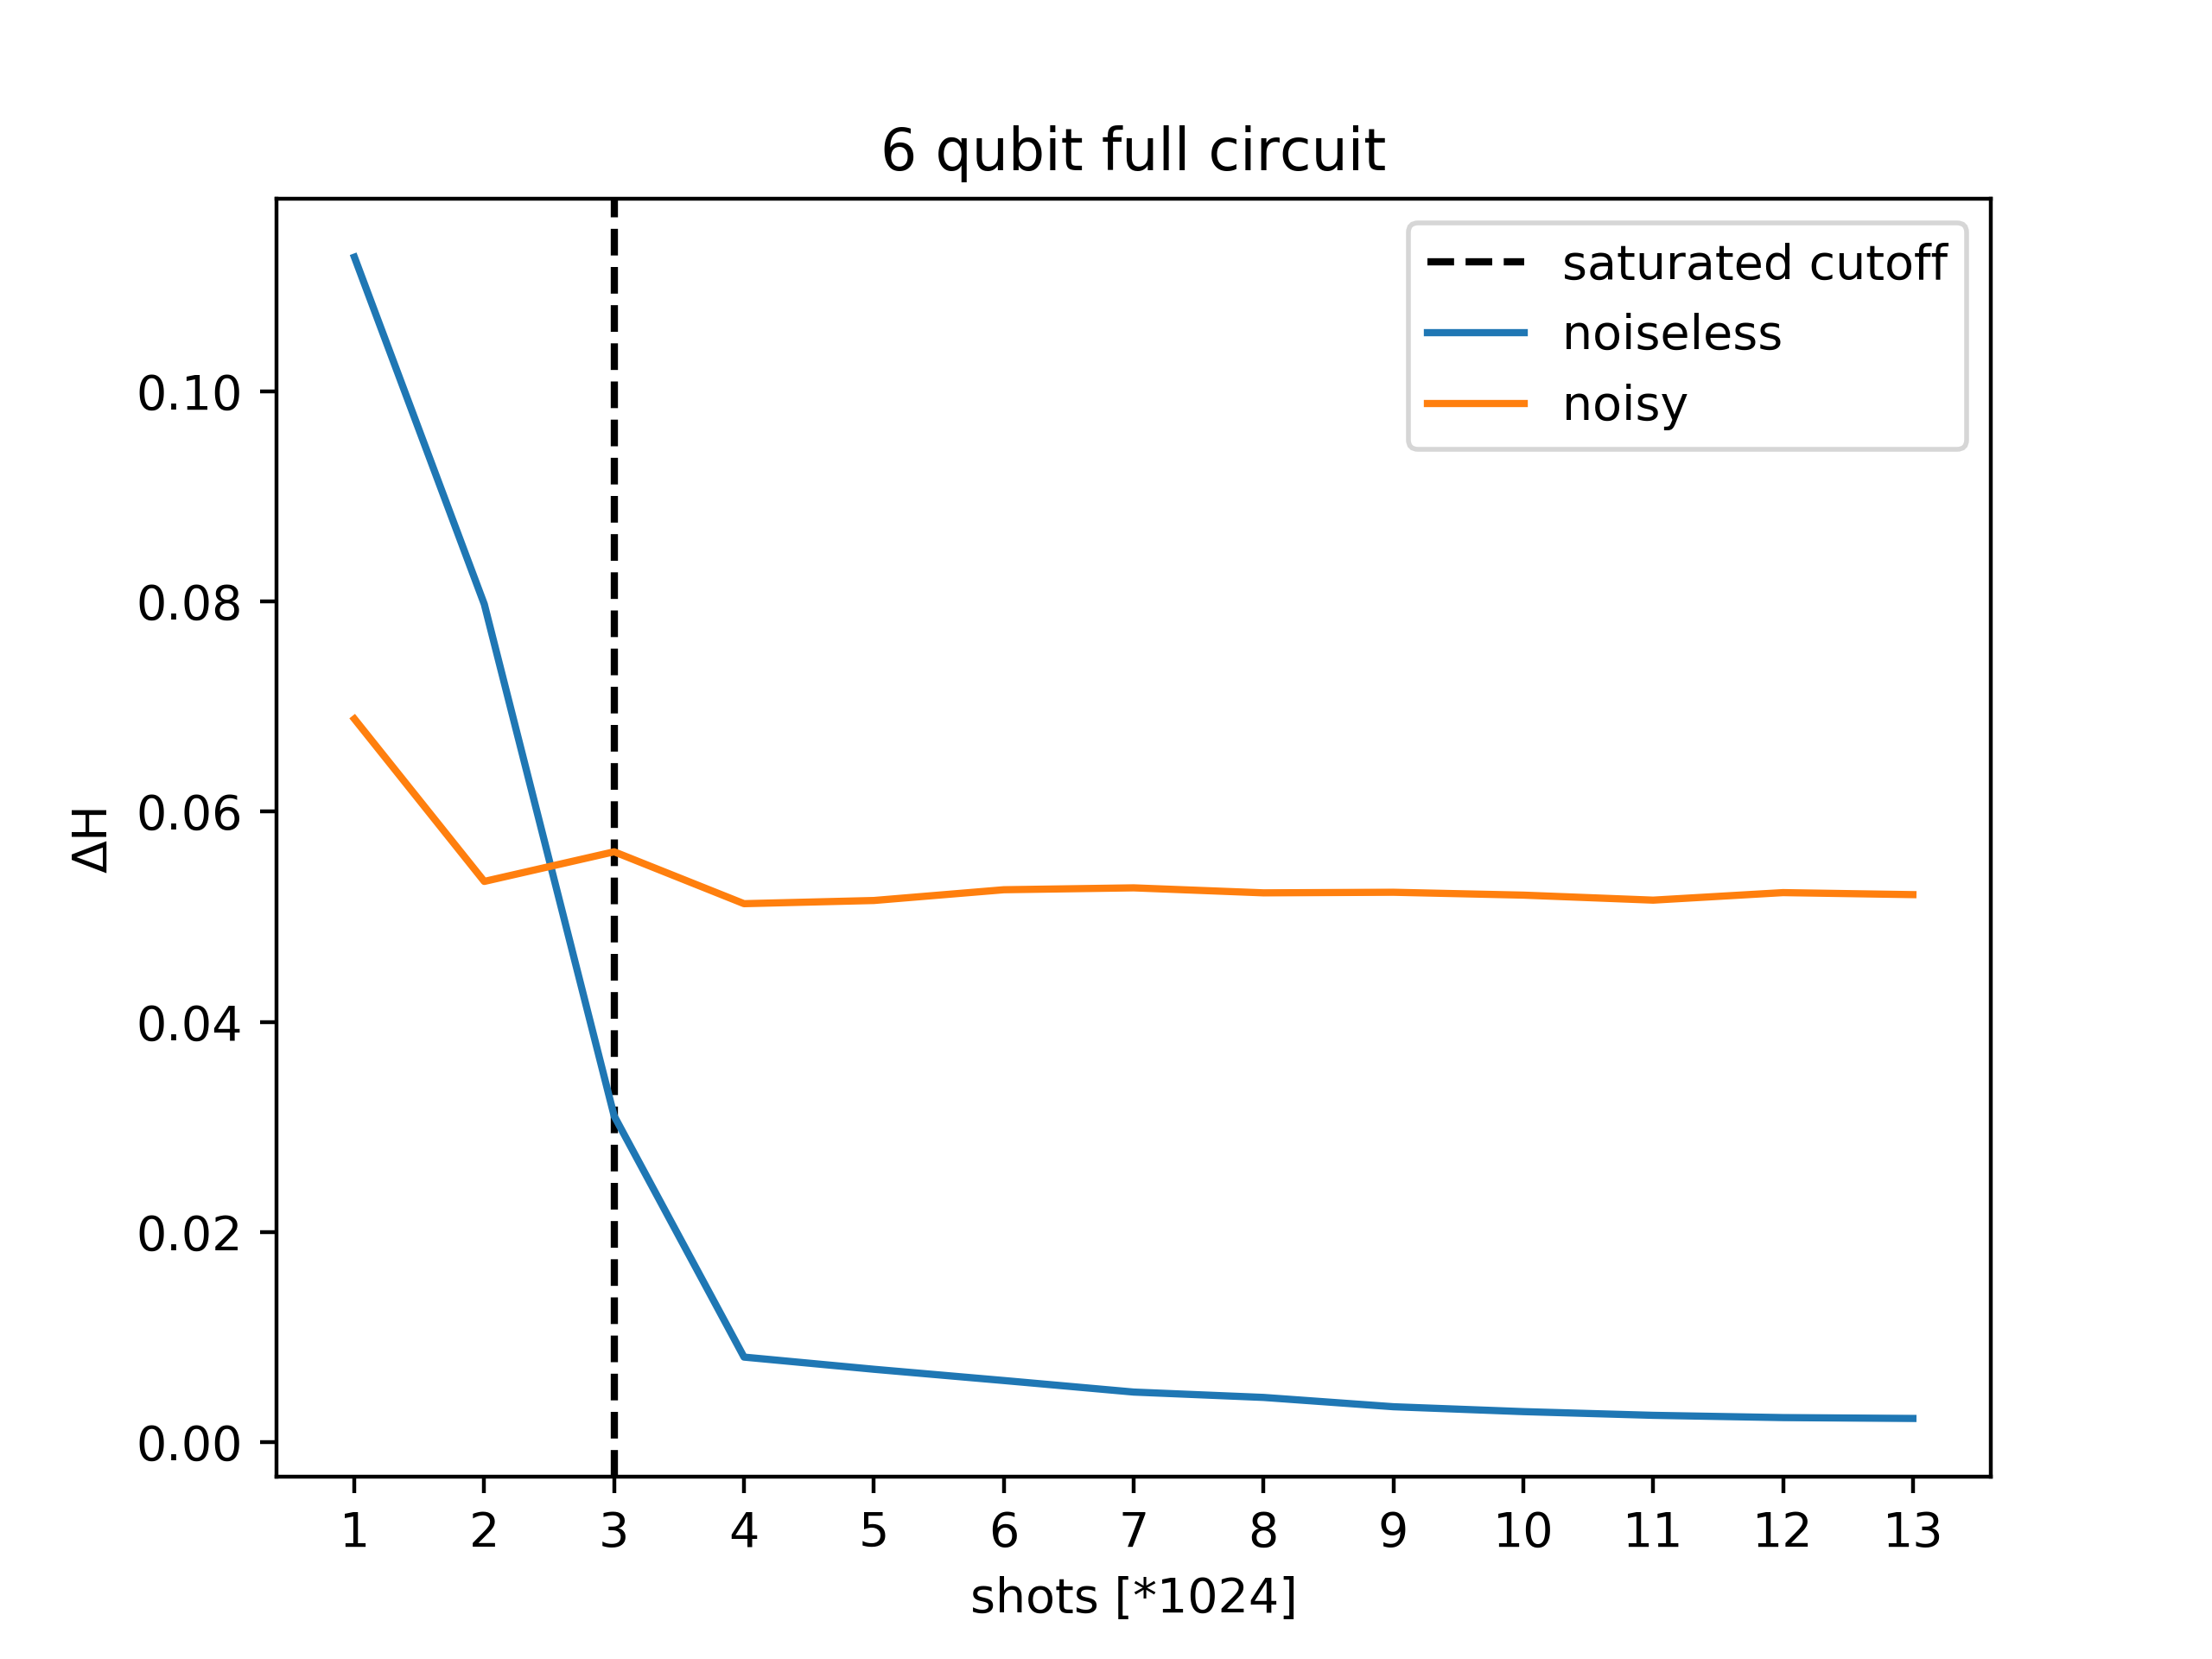 6 qubit full circuit
saturated cutoff
noiseless
noisy
0.10
0.08
0.06
0.04
0.02
0.00
ΔH
1 2 3 4 5 6 7 8 9 10 11 12 13
shots [*1024]